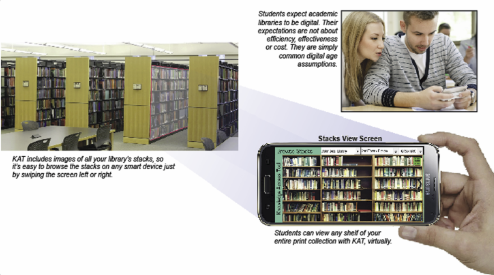 Students expect academic
libraries to be digital. Their
expectations are not about
efficiency, effectiveness
or cost. They are simply
common digital age
assumptions.
KAT includes images of all your library's stacks, so
it's easy to browse the stacks on any smart device just
by swiping the screen left or right.
Stacks View Screen
SAMSUNG
Students can view any shelf of your
entire print collection with KAT, virtually.